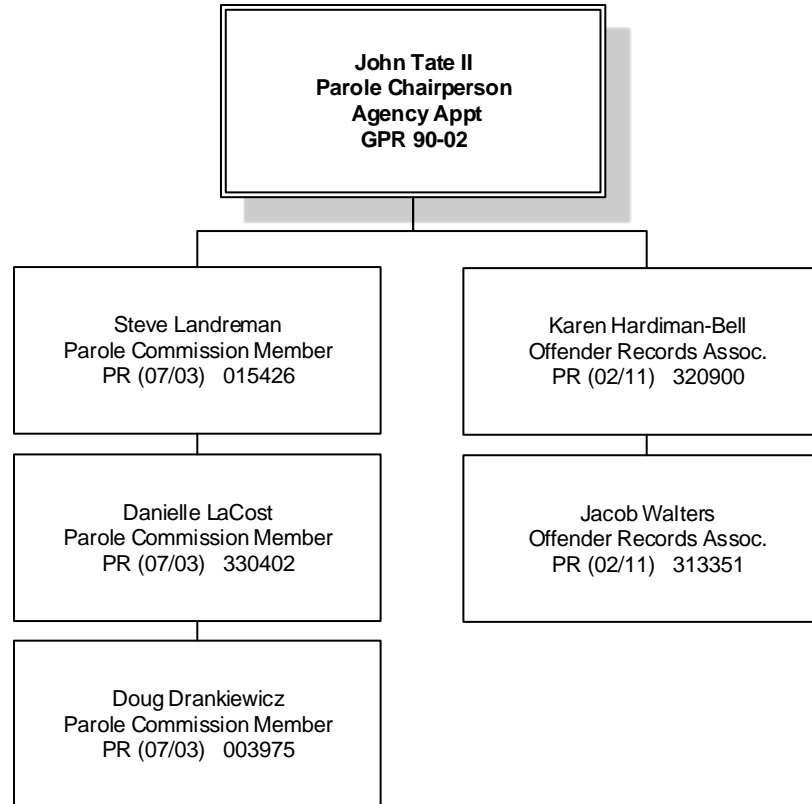 John Tate II
Parole Chairperson
Agency Appt
GPR 90-02
Steve Landreman
Parole Commission Member
PR (07/03) 015426
Danielle LaCost
Parole Commission Member
PR (07/03) 330402
Doug Drankiewicz
Parole Commission Member
PR (07/03) 003975
Karen Hardiman-Bell
Offender Records Assoc.
PR (02/11) 320900
Jacob Walters
Offender Records Assoc.
PR (02/11) 313351